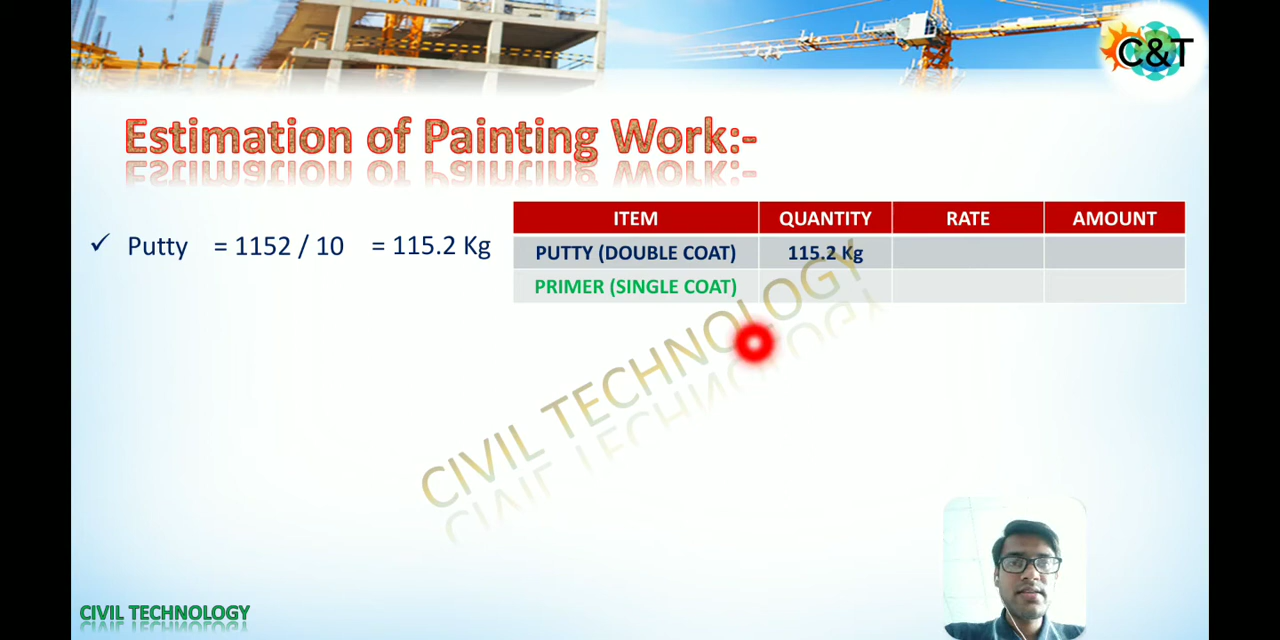 C&T
Estimation of Painting Work:-
✓ Putty = 1152 / 10 = 115.2 Kg
ITEM QUANTITY RATE AMOUNT
PUTTY (DOUBLE COAT) 115.2 Kg
PRIMER (SINGLE COAT)
CIVIL TECHNOLOGY
CIVIL TECHNOLOGY